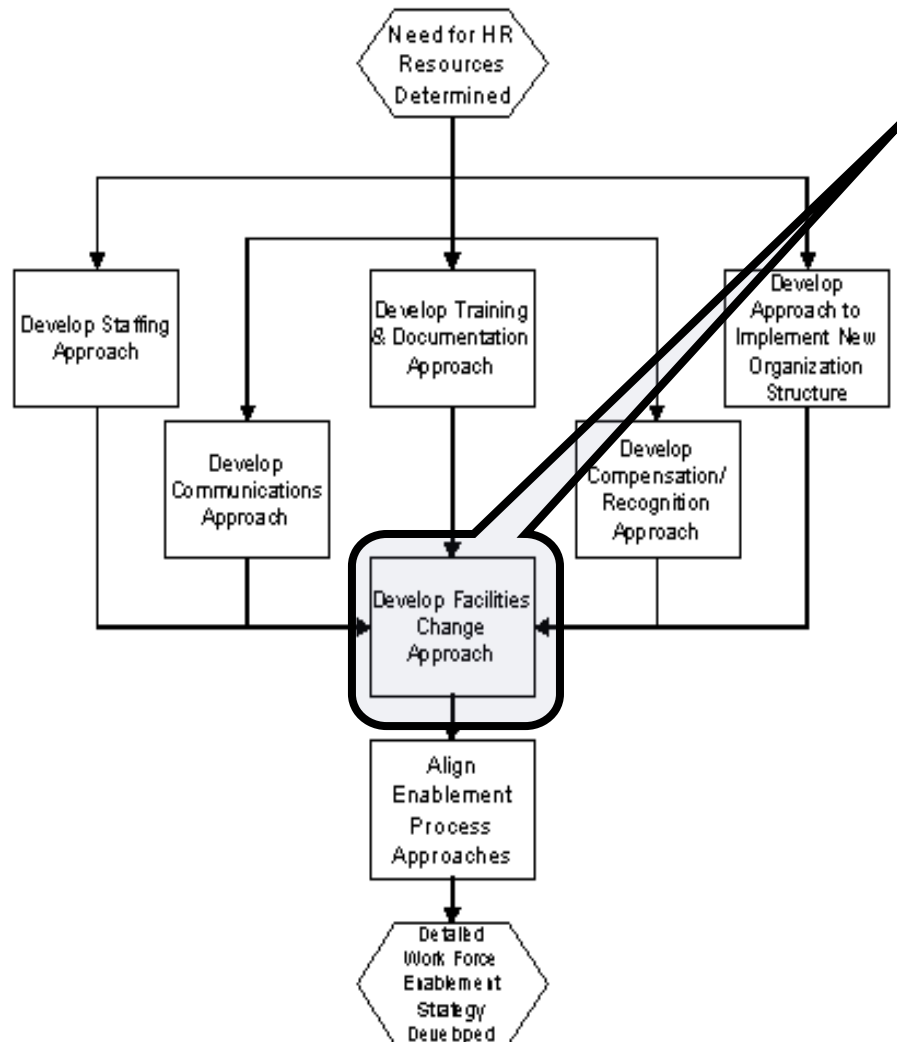 Need for HR
Resources
Determined
Develop Staffing
Approach
Develop Training
& Documentation
Approach
Develop
Approach to
Implement New
Organization
Structure
Develop
Communications
Approach
Develop
Compensation/
Recognition
Approach
Develop Facilities
Change
Approach
Align
Enablement
Process
Approaches
Detailed
Work Force
Enablement
Strategy
Developed